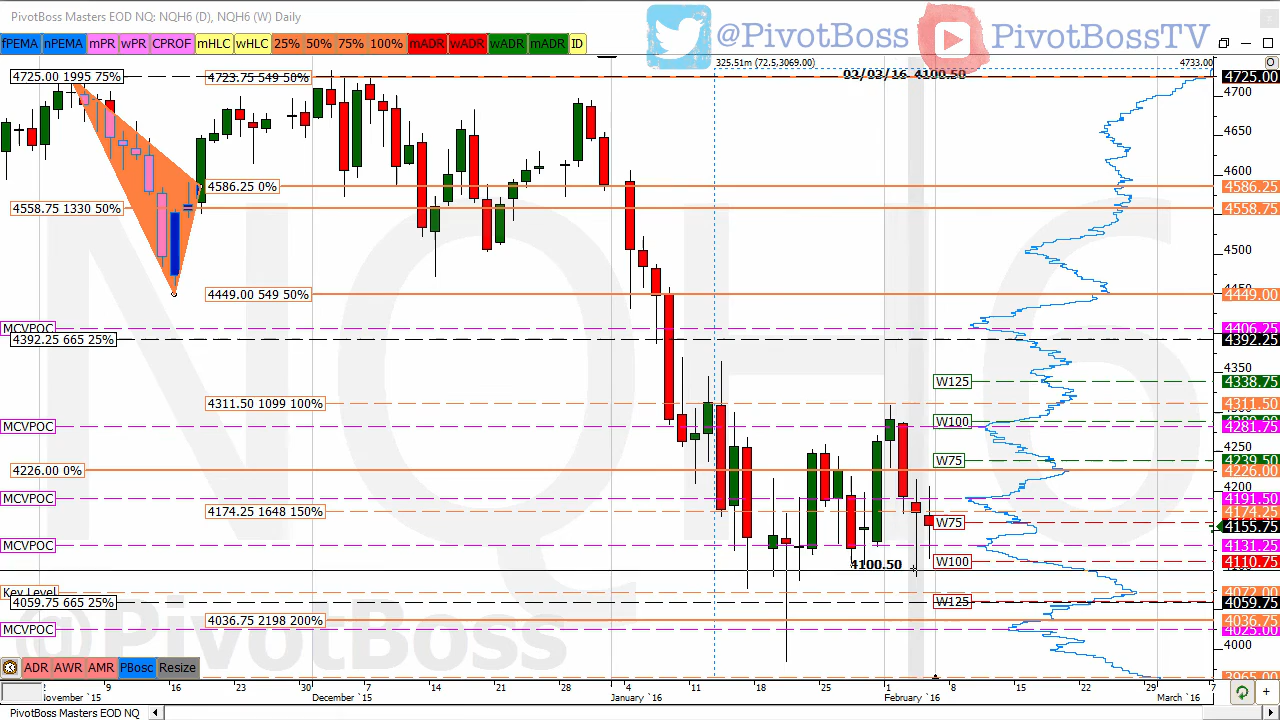 PivotBoss Masters EOD NQ: NQH6 (D), NQH6 (W) Daily
@PivotBoss
PivotBossTV
fPEMA nPEMA mPR wPR CPROF mHLC wHLC 25% 50% 75% 100% mADR wADR wADR mADR ID
325.51m (72.5,3069.00)
4733.00
4100.50
4725.00 1995 75%
4723.75 549 50%
4725.00
4700
4650
4600
4586.25 0%
4586.25
4558.75 1330 50%
4558.75
4500
4449.00 549 50%
4449.00
MCVPOC
4406.25
4392.25 665 25%
4392.25
4350
W125
4338.75
4311.50 1099 100%
4311.50
W100
MCVPOC
4281.75
4250
W75
4239.50
4226.00 0%
4226.00
4200
MCVPOC
4191.50
4174.25 1648 150%
4174.25
W75
4155.75
MCVPOC
4131.25
W100
4110.75
4100.50
Key Level
4072.00
4059.75 665 25%
W125
4059.75
4036.75 2198 200%
4036.75
MCVPOC
4025.00
4000
NQH6
@PivotBoss
ADR AWR AMR PBosc Resize
3965.00
9 16 23 30 7 14 21 28 4 11 18 25 1 8 15 22 29 7
ovember '15 December '15 January '16 February '16 March '16
PivotBoss Masters EOD NQ